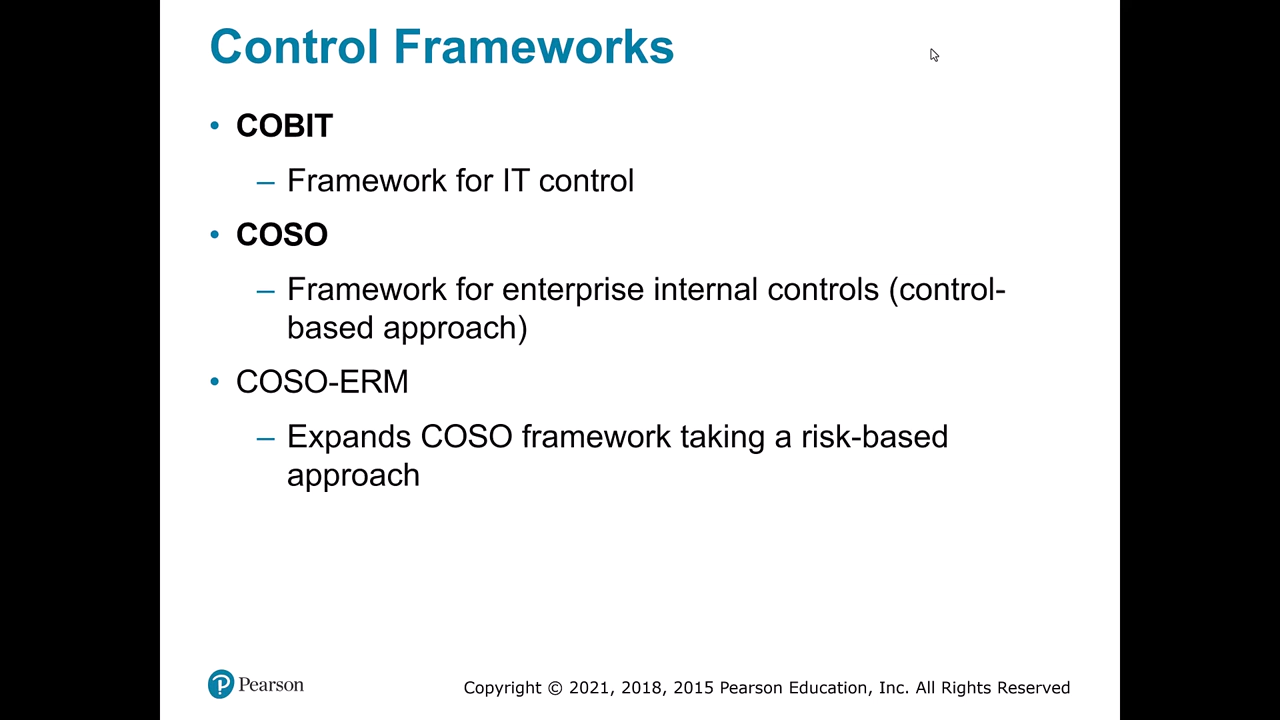 Control Frameworks
• COBIT
– Framework for IT control
• COSO
– Framework for enterprise internal controls (control-
based approach)
• COSO-ERM
– Expands COSO framework taking a risk-based
approach
Pearson
Copyright © 2021, 2018, 2015 Pearson Education, Inc. All Rights Reserved